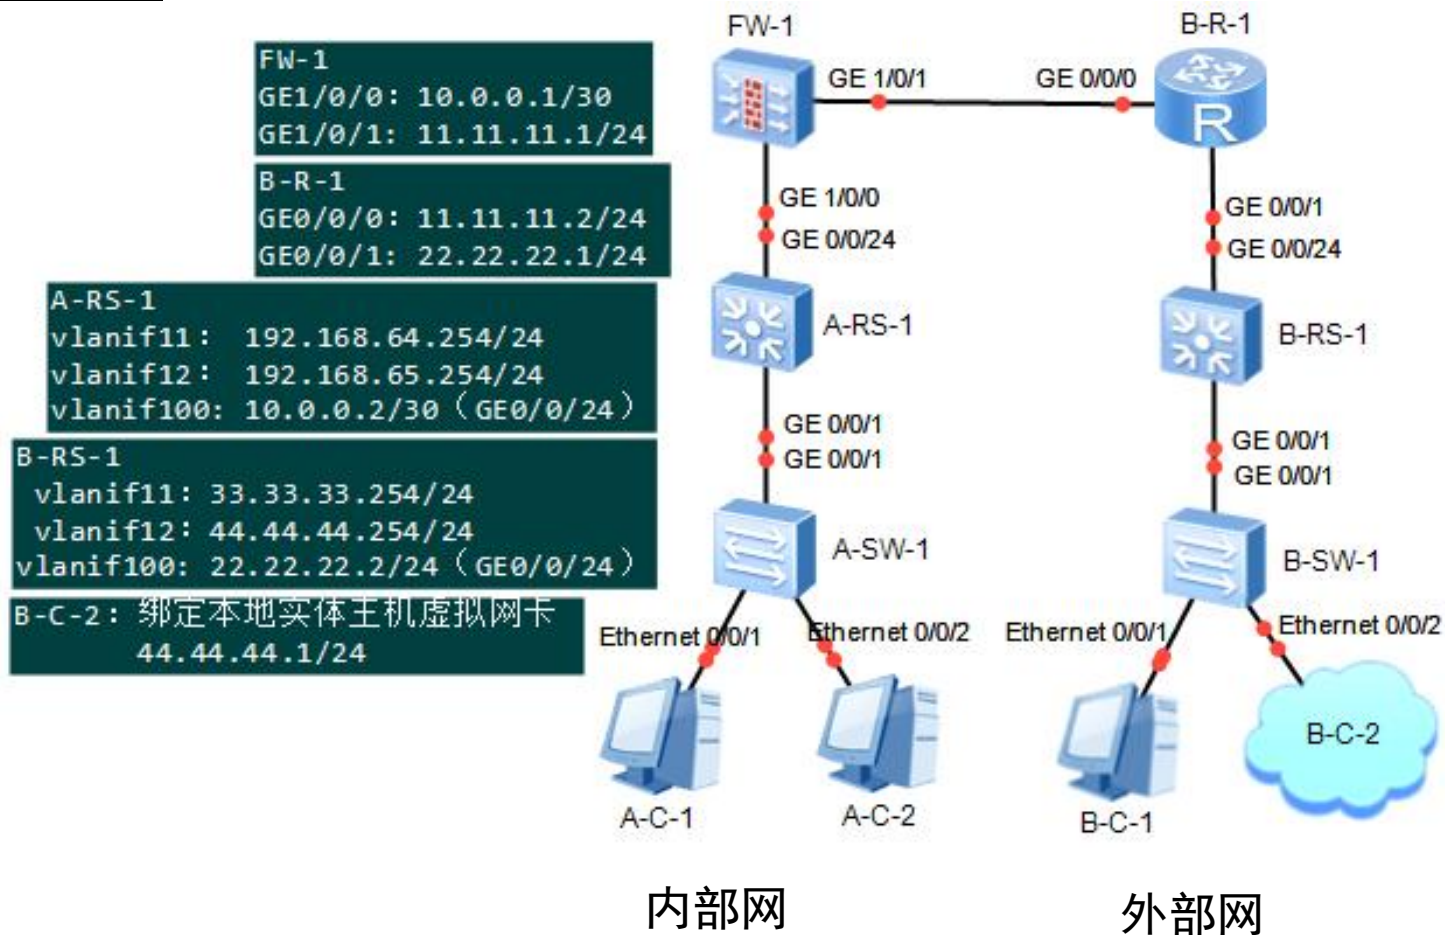 FW-1
GE1/0/0: 10.0.0.1/30
GE1/0/1: 11.11.11.1/24
B-R-1
GE0/0/0: 11.11.11.2/24
GE0/0/1: 22.22.22.1/24
A-RS-1
vlanif11: 192.168.64.254/24
vlanif12: 192.168.65.254/24
vlanif100: 10.0.0.2/30（GE0/0/24）
B-RS-1
vlanif11: 33.33.33.254/24
vlanif12: 44.44.44.254/24
vlanif100: 22.22.22.2/24（GE0/0/24）
B-C-2: 绑定本地实体主机虚拟网卡
44.44.44.1/24
FW-1
B-R-1
GE 1/0/1
GE 0/0/0
R
GE 1/0/0
GE 0/0/24
GE 0/0/1
GE 0/0/24
A-RS-1
B-RS-1
GE 0/0/1
GE 0/0/1
GE 0/0/1
GE 0/0/1
A-SW-1
B-SW-1
Ethernet 0/0/1
Ethernet 0/0/2
Ethernet 0/0/1
Ethernet 0/0/2
A-C-1
A-C-2
B-C-1
B-C-2
内部网
外部网